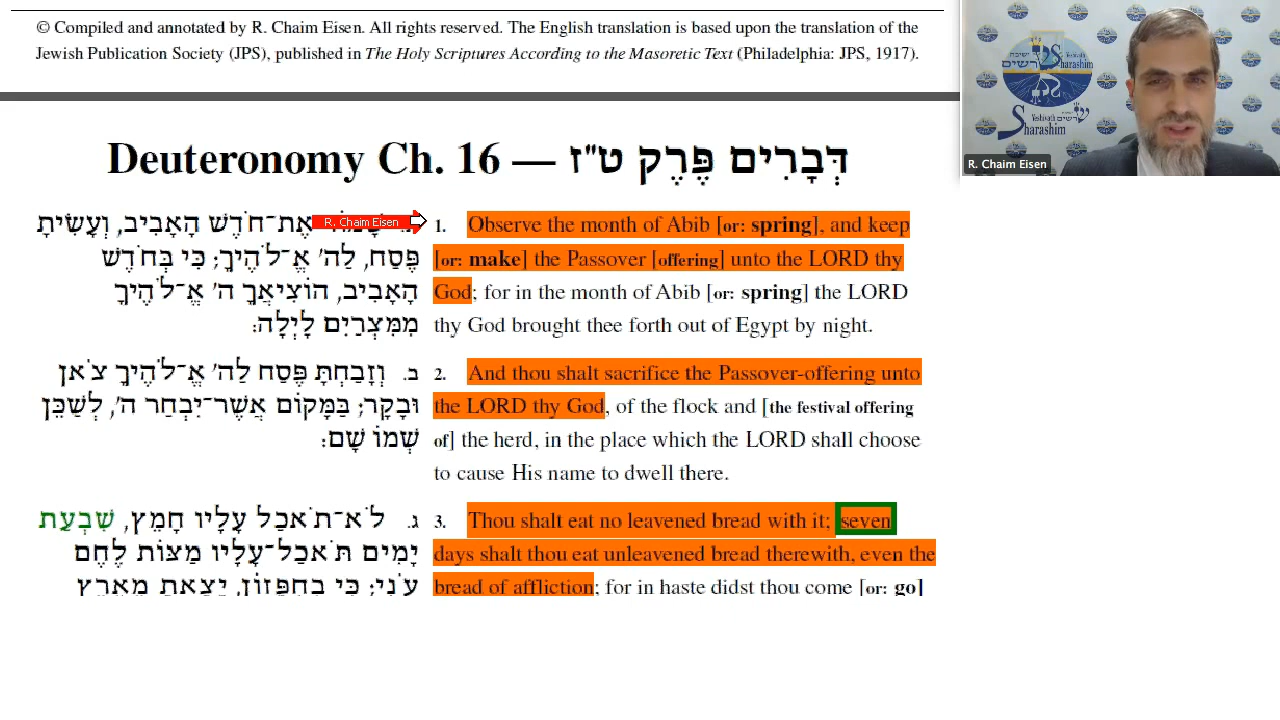 © Compiled and annotated by R. Chaim Eisen. All rights reserved. The English translation is based upon the translation of the
Jewish Publication Society (JPS), published in The Holy Scriptures According to the Masoretic Text (Philadelphia: JPS, 1917).
Yeshivath
Sharashim
R. Chaim Eisen
Deuteronomy Ch. 16 — דְּבָרִים פֶּרֶק ט"ז
אֶת־חֹדֶשׁ הָאָבִיב, וְעָשִׂיתָ
פֶּסַח, לַה' אֱ־לֹהֶיךָ; כִּי בְּחֹדֶשׁ
הָאָבִיב, הוֹצִיאֲךָ ה' אֱ־לֹהֶיךָ
מִמִּצְרַיִם לָיְלָה:
R. Chaim Eisen
1. Observe the month of Abib [or: spring], and keep
[or: make] the Passover [offering] unto the LORD thy
God; for in the month of Abib [or: spring] the LORD
thy God brought thee forth out of Egypt by night.
ב. וְזָבַחְתָּ פֶּסַח לַה' אֱ־לֹהֶיךָ צֹאן
וּבָקָר; בַּמָּקוֹם אֲשֶׁר־יִבְחַר ה', לְשַׁכֵּן
שְׁמוֹ שָׁם:
2. And thou shalt sacrifice the Passover-offering unto
the LORD thy God, of the flock and [the festival offering
of] the herd, in the place which the LORD shall choose
to cause His name to dwell there.
ג. לֹא־תֹאכַל עָלָיו חָמֵץ, שִׁבְעַת
יָמִים תֹּאכַל־עָלָיו מַצּוֹת לֶחֶם
עֹנִי; כִּי בְחִפָּזוֹן, יָצָאתָ מֵאֶרֶץ
3. Thou shalt eat no leavened bread with it; seven
days shalt thou eat unleavened bread therewith, even the
bread of affliction; for in haste didst thou come [or: go]